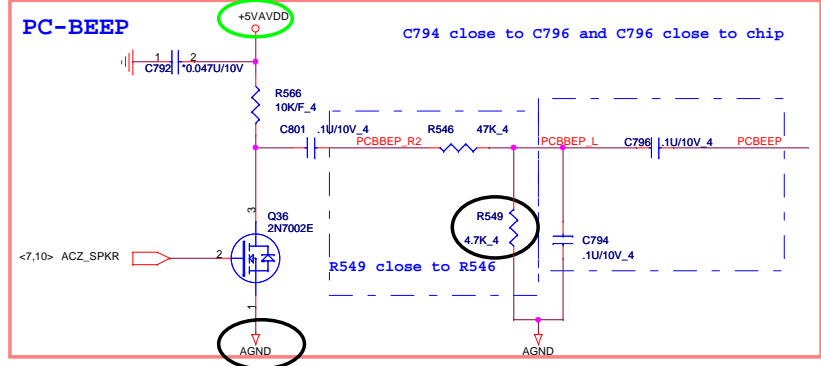 +5VAVDD
PC-BEEP
C794 close to C796 and C796 close to chip
1
2
C792
*0.047U/10V
R566
10K/F_4
C801
.1U/10V_4
R546
47K_4
PCBBEP_R2
PCBBEP_L
C796
.1U/10V_4
PCBEEP
3
R549
Q36
2N7002E
4.7K_4
C794
.1U/10V_4
<7,10> ACZ_SPKR
2
R549 close to R546
1
AGND
AGND